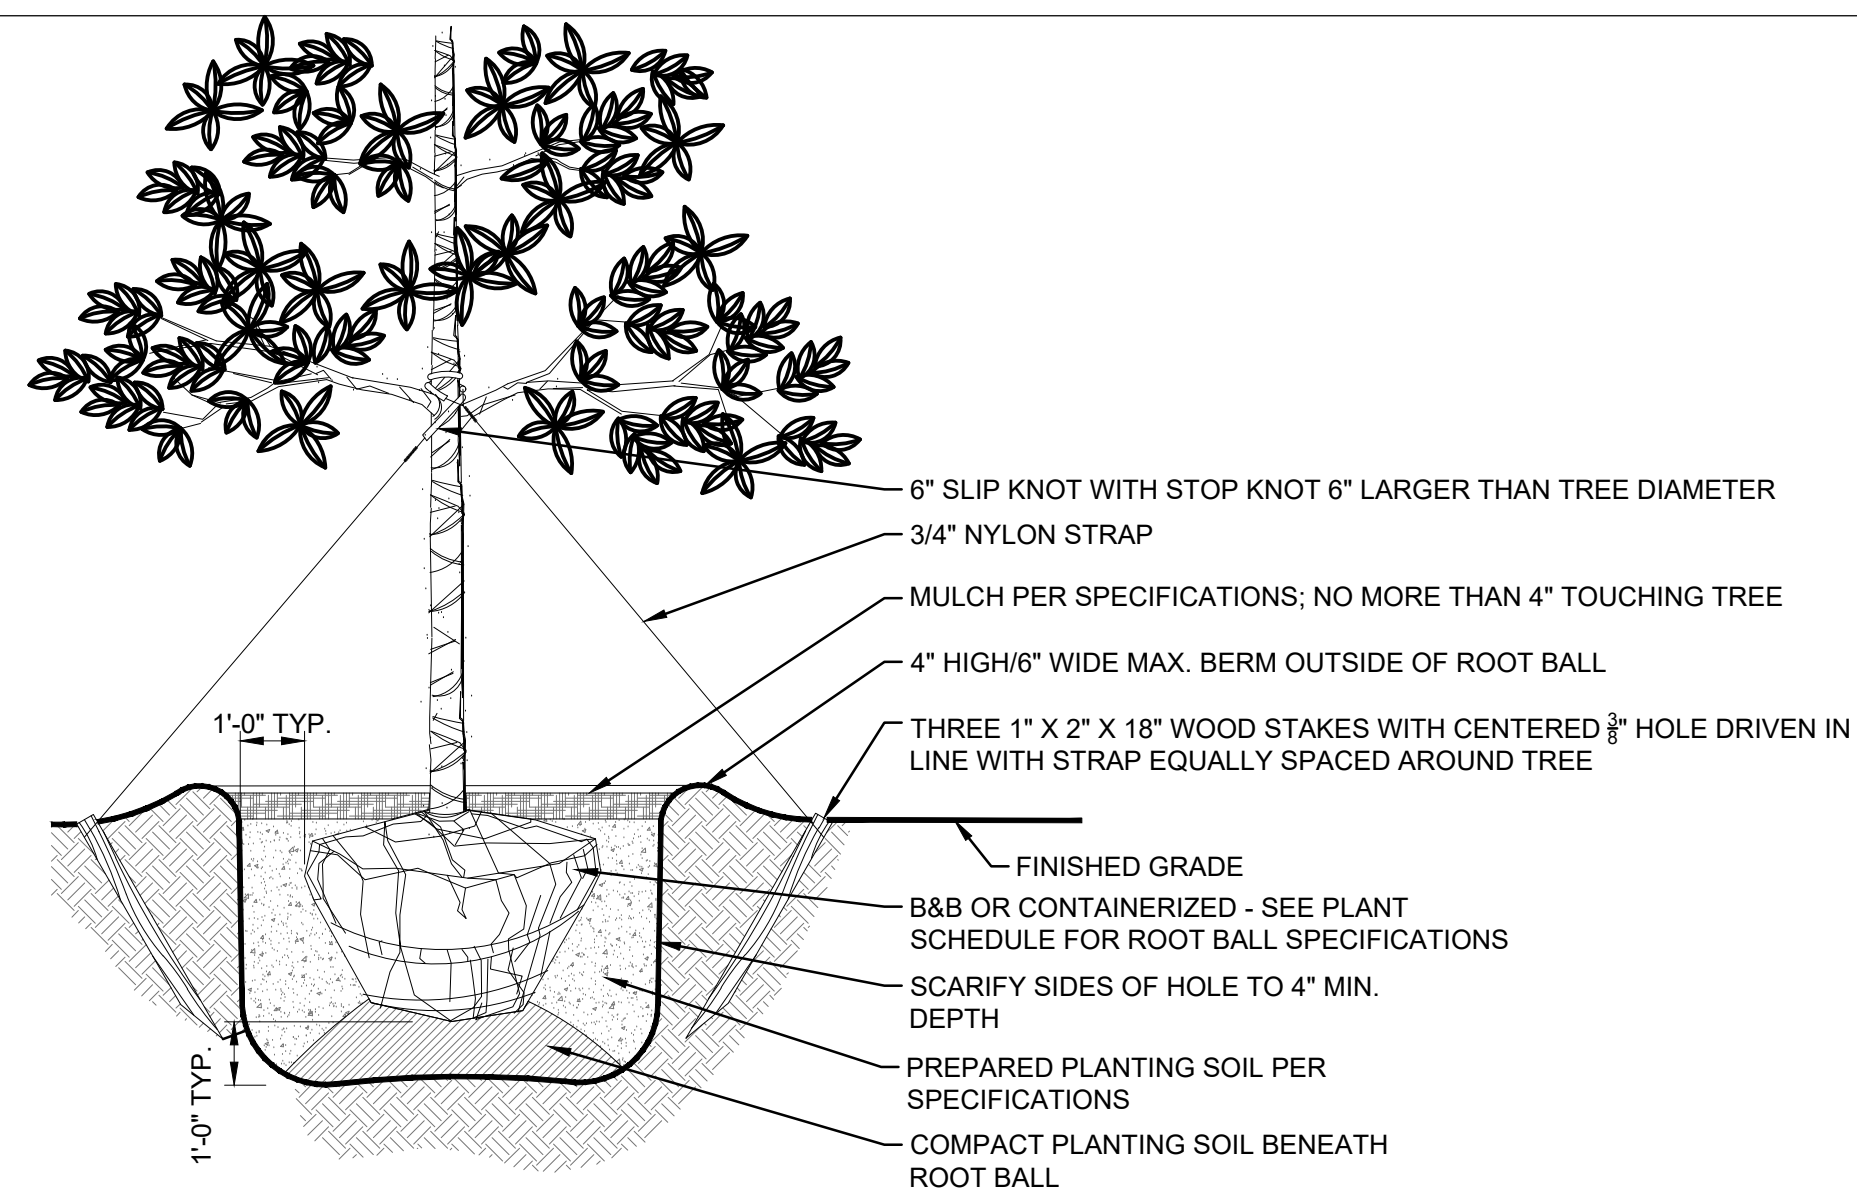 6" SLIP KNOT WITH STOP KNOT 6" LARGER THAN TREE DIAMETER
3/4" NYLON STRAP
MULCH PER SPECIFICATIONS; NO MORE THAN 4" TOUCHING TREE
4" HIGH/6" WIDE MAX. BERM OUTSIDE OF ROOT BALL
1'-0" TYP.
THREE 1" X 2" X 18" WOOD STAKES WITH CENTERED 3/8" HOLE DRIVEN IN
LINE WITH STRAP EQUALLY SPACED AROUND TREE
FINISHED GRADE
B&B OR CONTAINERIZED - SEE PLANT
SCHEDULE FOR ROOT BALL SPECIFICATIONS
SCARIFY SIDES OF HOLE TO 4" MIN.
DEPTH
1'-0" TYP.
PREPARED PLANTING SOIL PER
SPECIFICATIONS
COMPACT PLANTING SOIL BENEATH
ROOT BALL